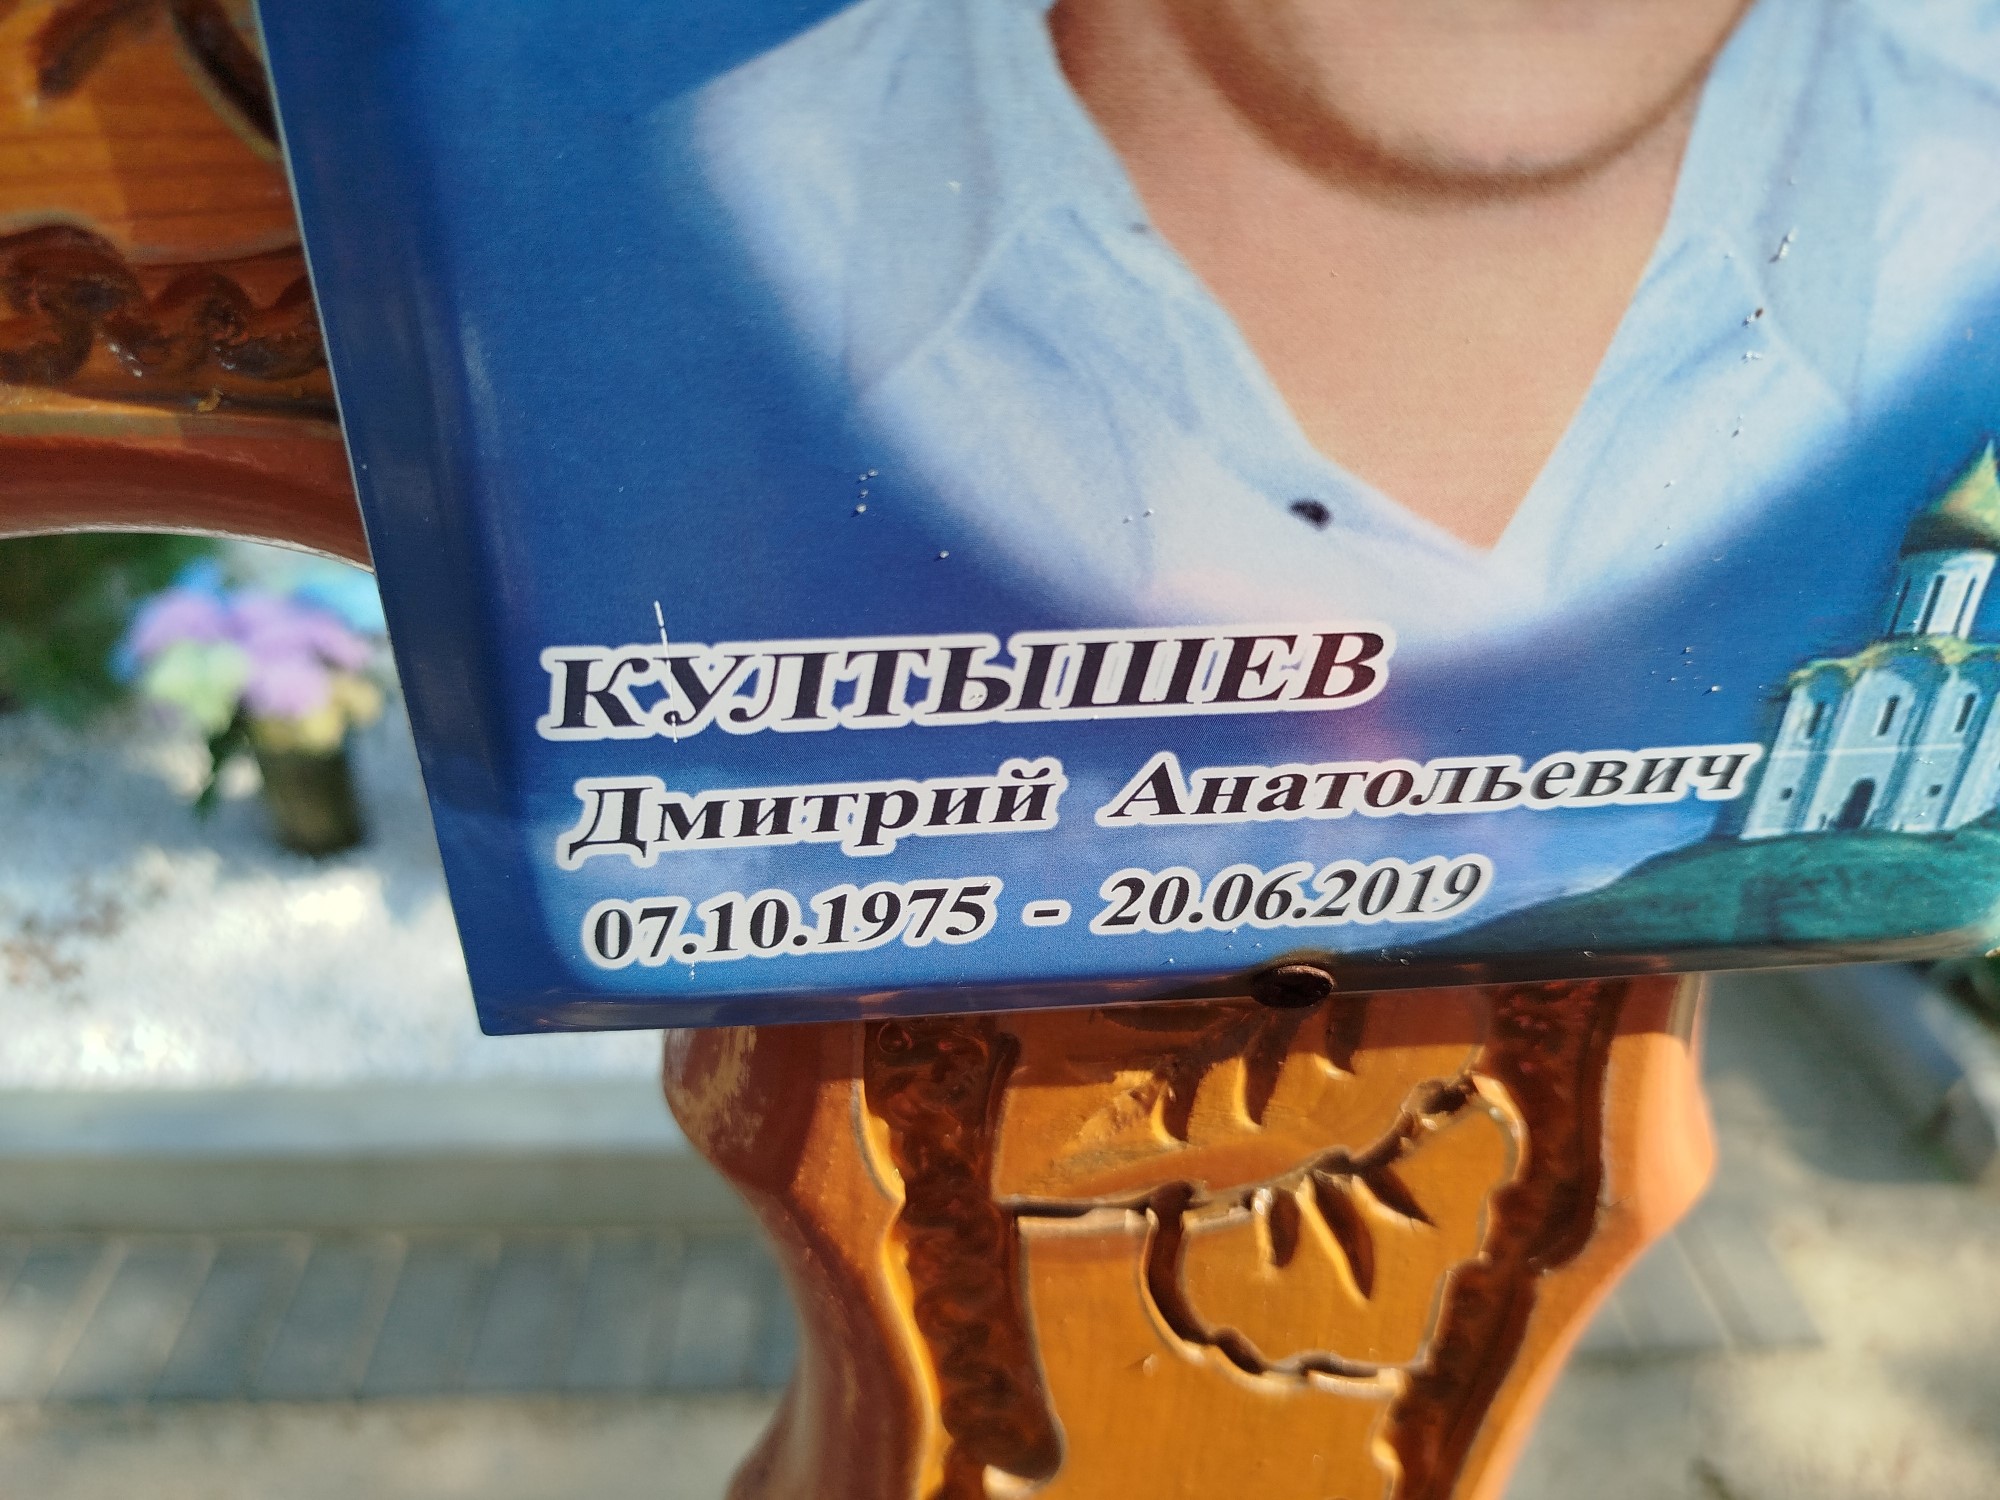 КУЛТЫШЕВ
Дмитрий Анатольевич
07.10.1975 - 20.06.2019